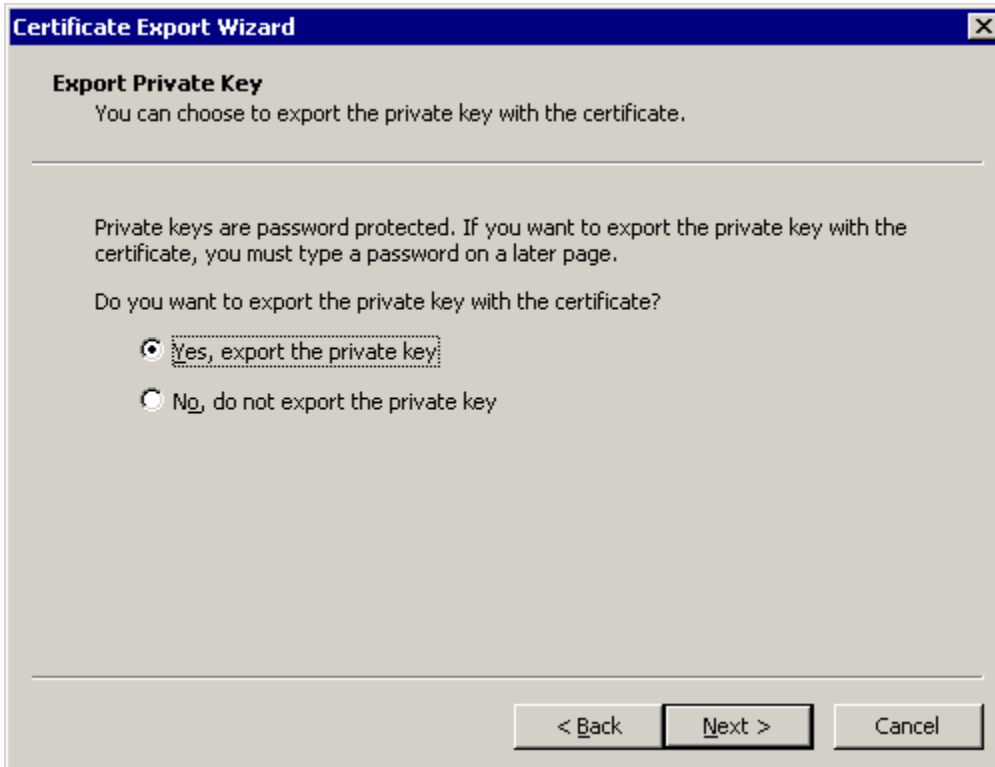 Certificate Export Wizard
Export Private Key
You can choose to export the private key with the certificate.
Private keys are password protected. If you want to export the private key with the
certificate, you must type a password on a later page.
Do you want to export the private key with the certificate?
Yes, export the private key
No, do not export the private key
< Back
Next >
Cancel